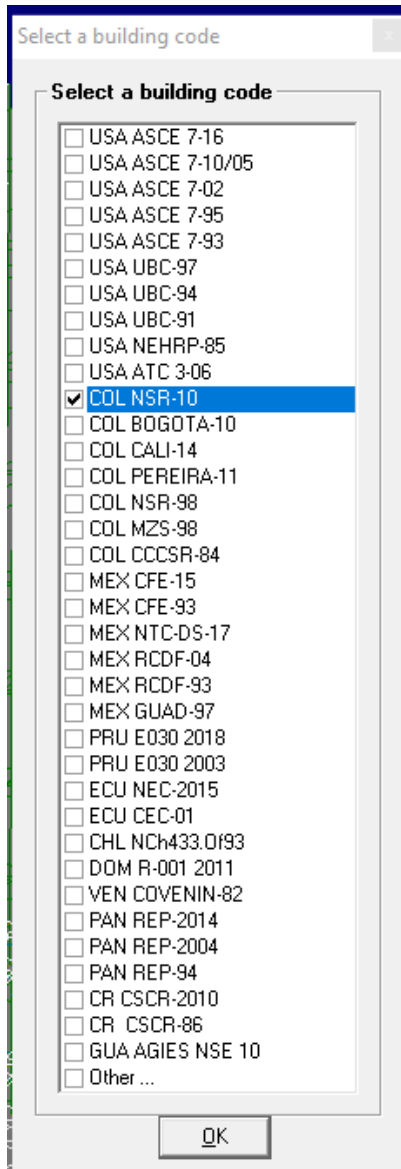 Select a building code
x
Select a building code
USA ASCE 7-16
USA ASCE 7-10/05
USA ASCE 7-02
USA ASCE 7-95
USA ASCE 7-93
USA UBC-97
USA UBC-94
USA UBC-91
USA NEHRP-85
USA ATC 3-06
COL NSR-10
COL BOGOTA-10
COL CALI-14
COL PEREIRA-11
COL NSR-98
COL MZS-98
COL CCCSR-84
MEX CFE-15
MEX CFE-93
MEX NTC-DS-17
MEX RCDF-04
MEX RCDF-93
MEX GUAD-97
PRU E030 2018
PRU E030 2003
ECU NEC-2015
ECU CEC-01
CHL NCh433.Of93
DOM R-001 2011
VEN COVENIN-82
PAN REP-2014
PAN REP-2004
PAN REP-94
CR CSCR-2010
CR  CSCR-86
GUA AGIES NSE 10
Other ...
OK